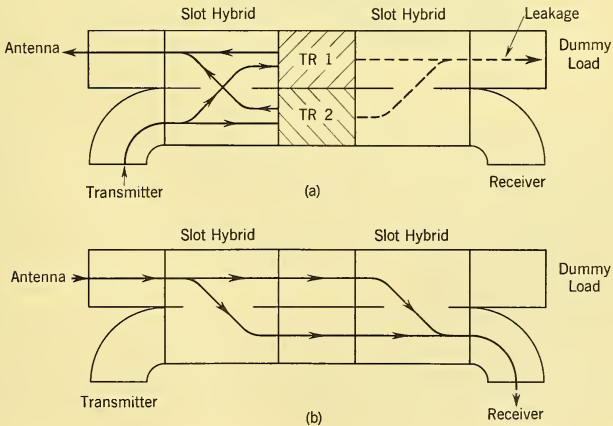 Slot Hybrid
Slot Hybrid
Leakage
Antenna
TR 1
Dummy
Load
TR 2
Transmitter
Receiver
(a)
Slot Hybrid
Slot Hybrid
Antenna
Dummy
Load
Transmitter
Receiver
(b)